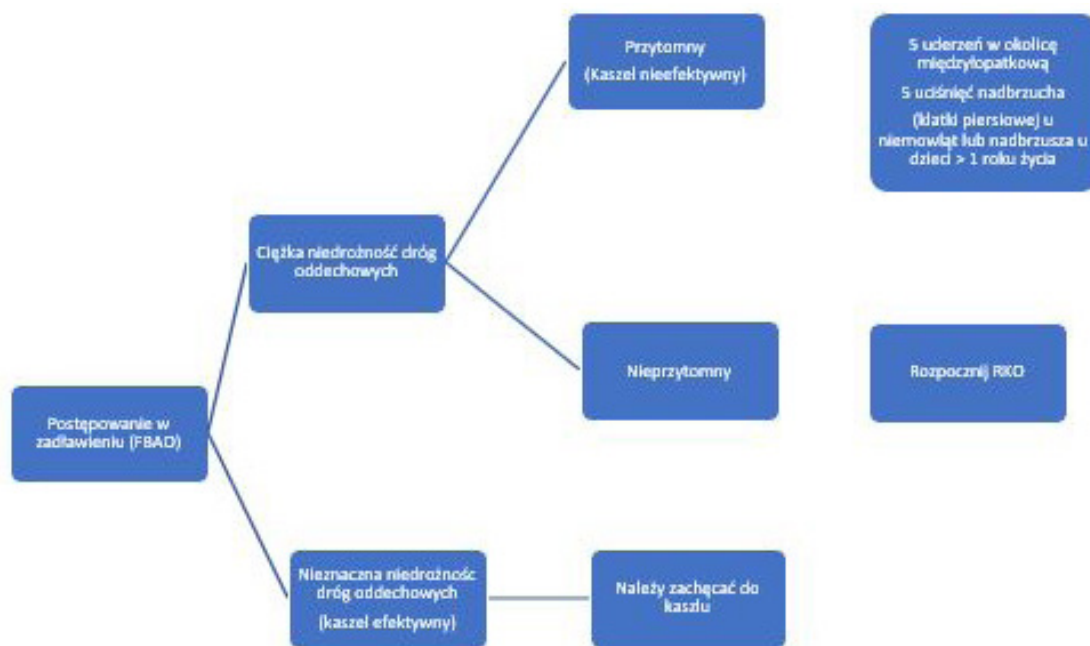 Przytomny
(Kaszel nieefektywny)
5 uderzeń w okolicę
międzyłopatkową
5 uciśnięć nadbrzucha
(klatki piersiowej u
niemowląt lub nadbrzusza u
dzieci > 1 roku życia
Ciężka niedrożność dróg
oddechowych
Nieprzytomny
Rozpocznij RKO
Postępowanie w
zadławieniu (FBAO)
Nieznaczna niedrożnośc
dróg oddechowych
(kaszel efektywny)
Należy zachęcać do
kaszlu